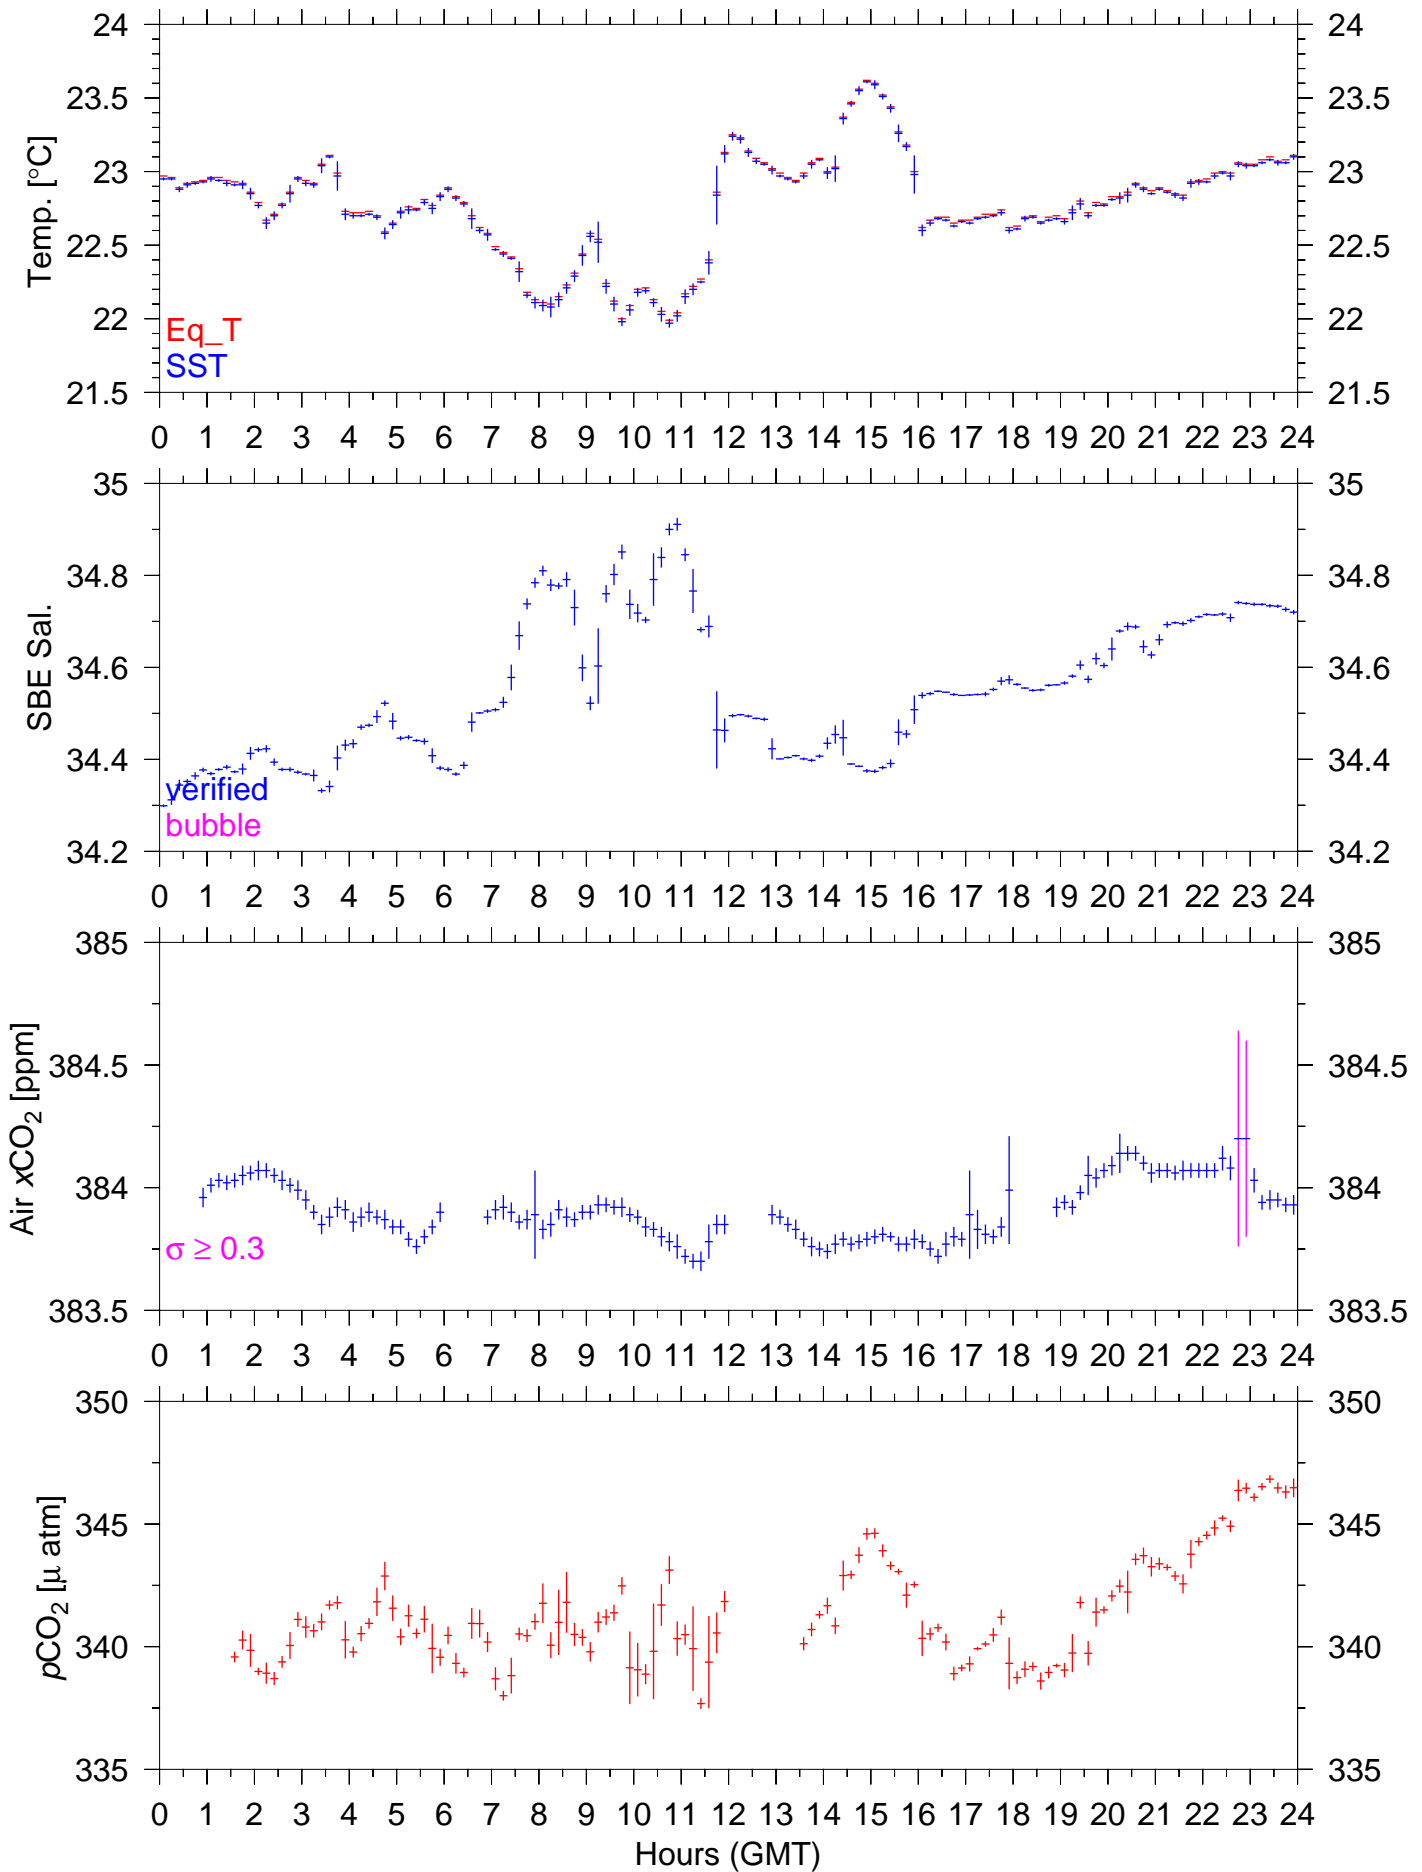 24 24
23.5 23.5
23 23
22.5 22.5
22 22
21.5 21.5
Temp. [°C]
Eq_T
SST
0 1 2 3 4 5 6 7 8 9 10 11 12 13 14 15 16 17 18 19 20 21 22 23 24
35 35
34.8 34.8
34.6 34.6
34.4 34.4
34.2 34.2
SBE Sal.
verified
bubble
0 1 2 3 4 5 6 7 8 9 10 11 12 13 14 15 16 17 18 19 20 21 22 23 24
385 385
384.5 384.5
384 384
383.5 383.5
Air xCO₂ [ppm]
σ ≥ 0.3
0 1 2 3 4 5 6 7 8 9 10 11 12 13 14 15 16 17 18 19 20 21 22 23 24
350 350
345 345
340 340
335 335
pCO₂ [μ atm]
0 1 2 3 4 5 6 7 8 9 10 11 12 13 14 15 16 17 18 19 20 21 22 23 24
Hours (GMT)